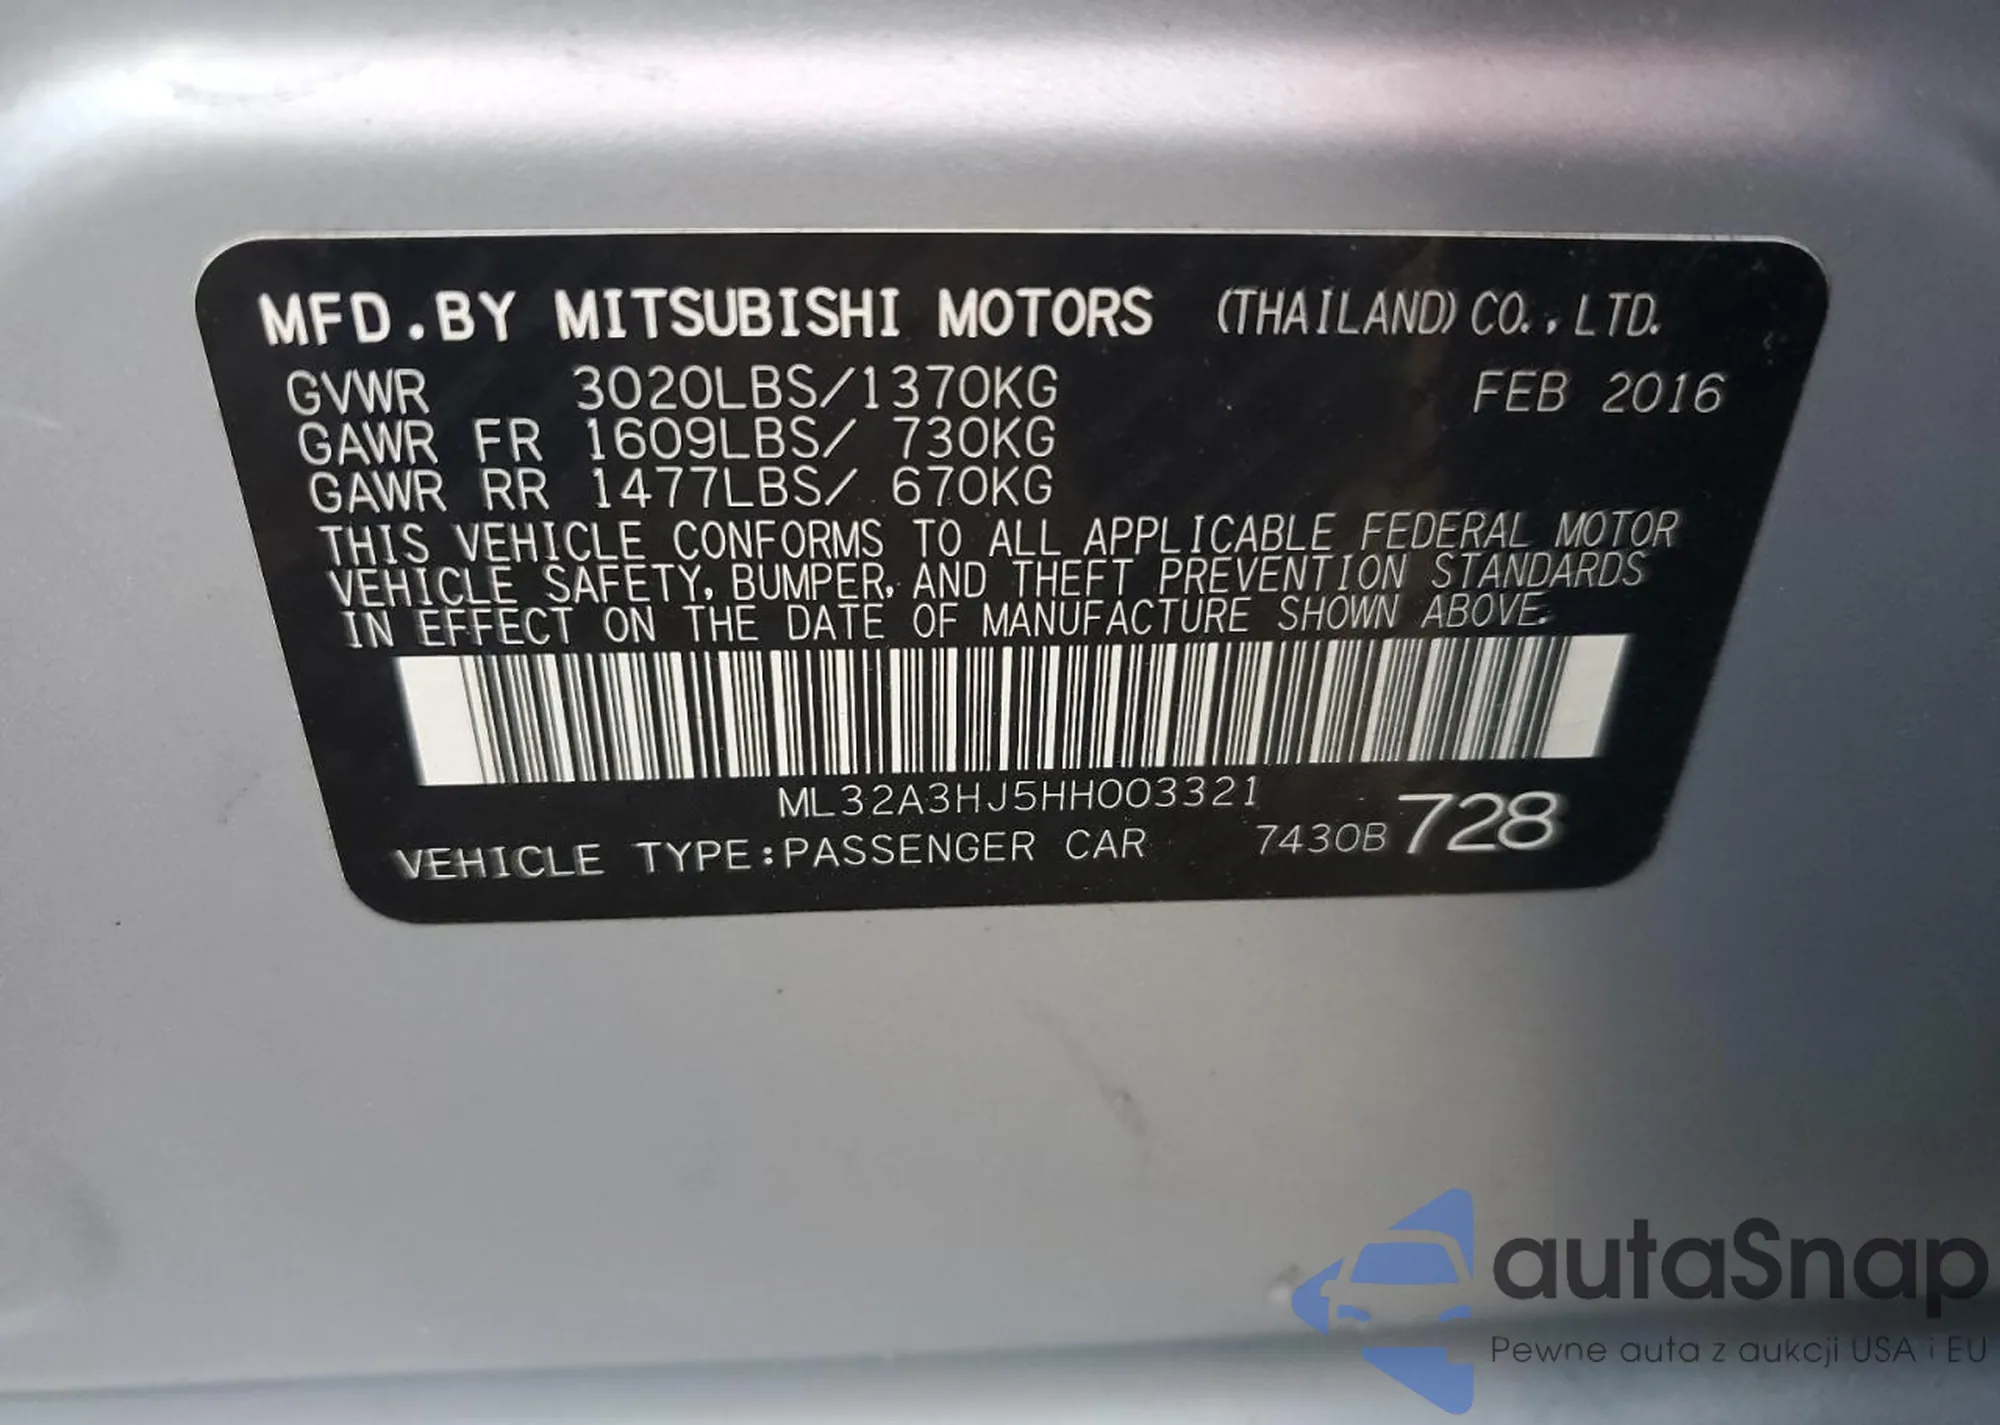 MFD.BY MITSUBISHI MOTORS (THAILAND) CO.,LTD.
GVWR 3020LBS/1370KG FEB 2016
GAWR FR 1609LBS/ 730KG
GAWR RR 1477LBS/ 670KG
THIS VEHICLE CONFORMS TO ALL APPLICABLE FEDERAL MOTOR
VEHICLE SAFETY, BUMPER, AND THEFT PREVENTION STANDARDS
IN EFFECT ON THE DATE OF MANUFACTURE SHOWN ABOVE.
ML32A3HJ5HH003321
VEHICLE TYPE:PASSENGER CAR 7430B 728
autaSnap
Pewne auta z aukcji USA i EU